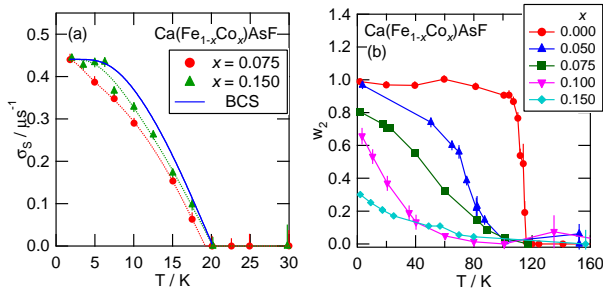 (a) Ca(Fe1-xCox)AsF
x = 0.075
x = 0.150
BCS
σS / μs-1
0.5
0.4
0.3
0.2
0.1
0.0
0 5 10 15 20 25 30
T / K
Ca(Fe1-xCox)AsF
(b)
x
0.000
0.050
0.075
0.100
0.150
w2
1.4
1.2
1.0
0.8
0.6
0.4
0.2
0.0
0 40 80 120 160
T / K